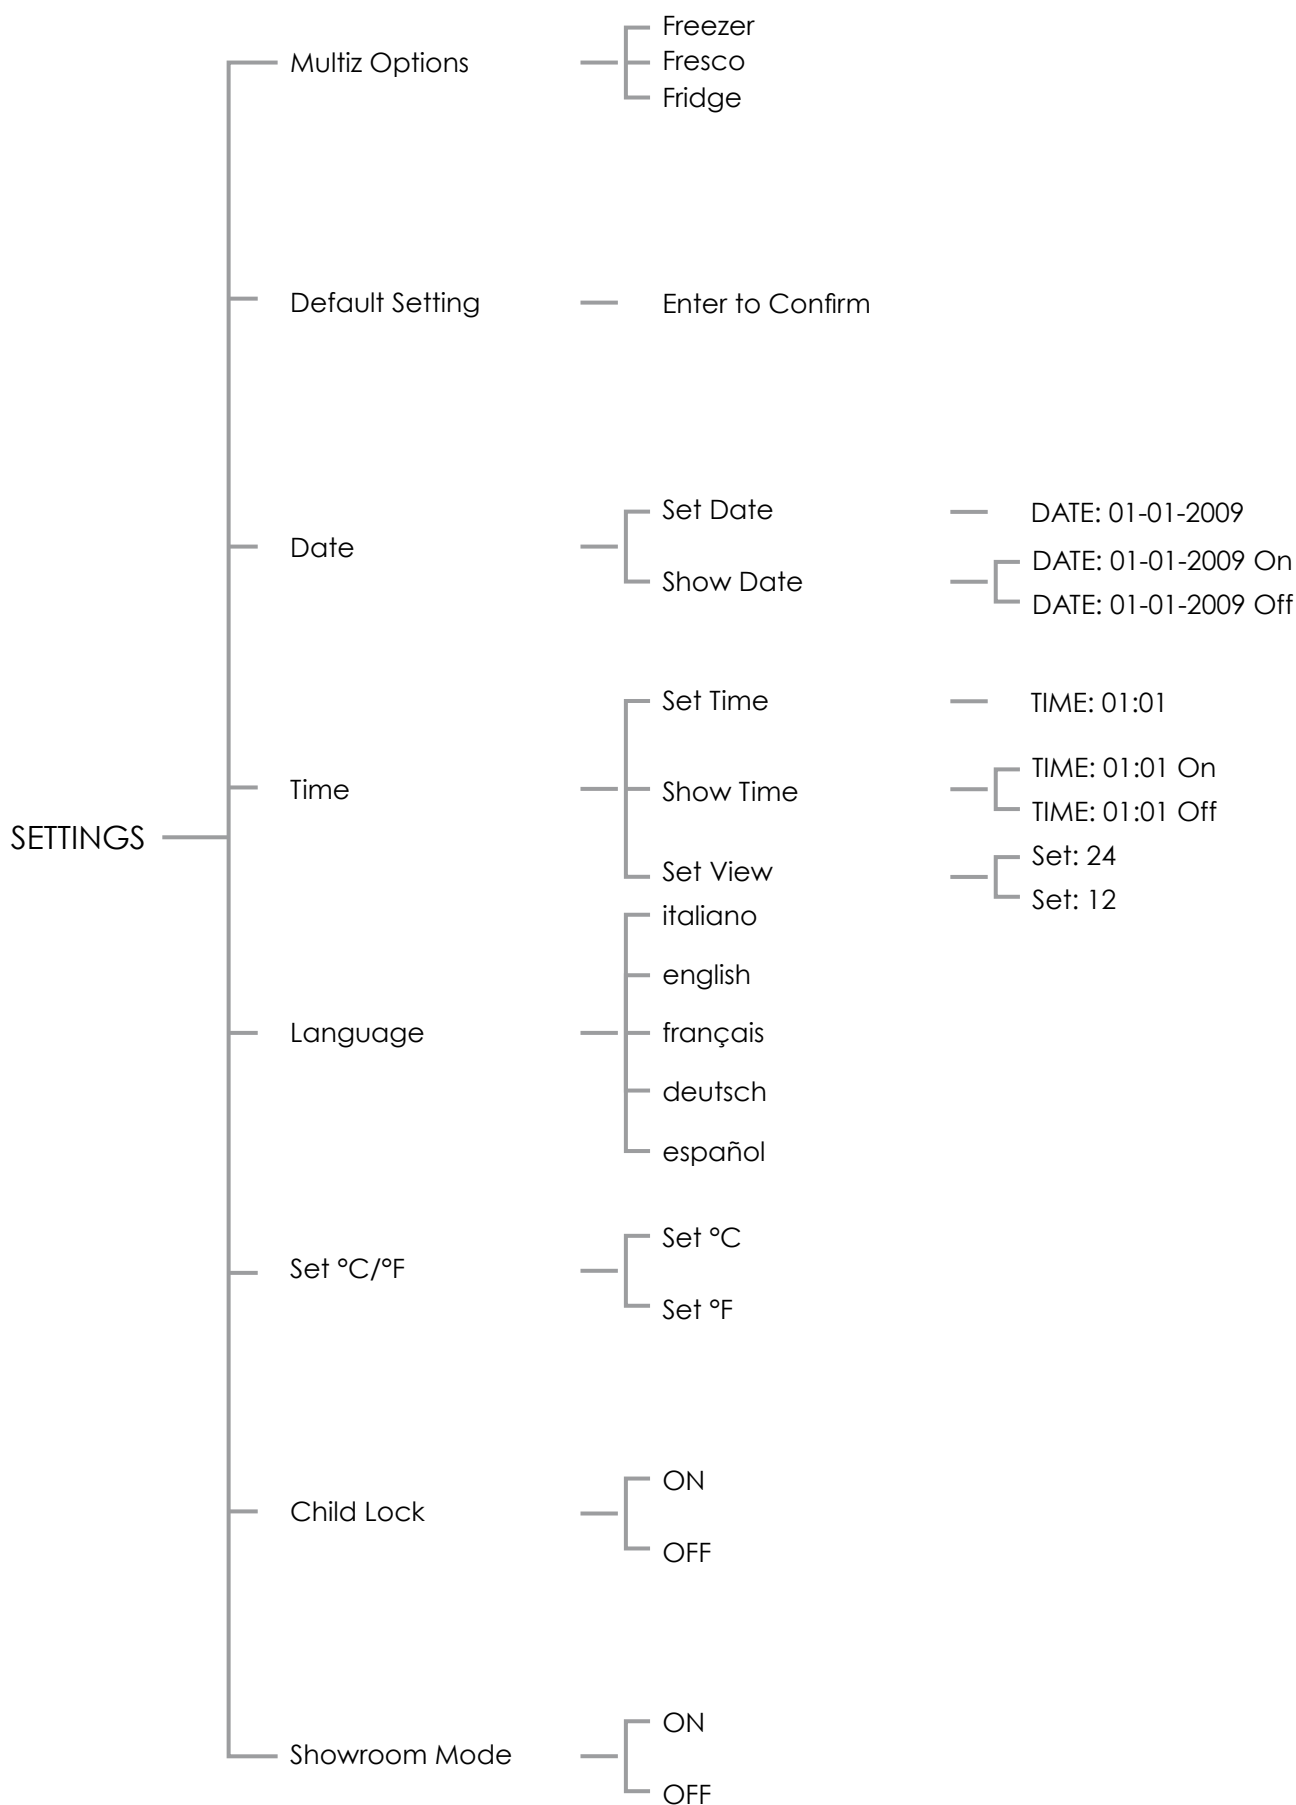 Multiz Options
Freezer
Fresco
Fridge
Default Setting
Enter to Confirm
Date
Set Date
DATE: 01-01-2009
Show Date
DATE: 01-01-2009 On
DATE: 01-01-2009 Off
SETTINGS
Time
Set Time
TIME: 01:01
Show Time
TIME: 01:01 On
TIME: 01:01 Off
Set View
Set: 24
Set: 12
Language
italiano
english
français
deutsch
español
Set °C/°F
Set °C
Set °F
Child Lock
ON
OFF
Showroom Mode
ON
OFF